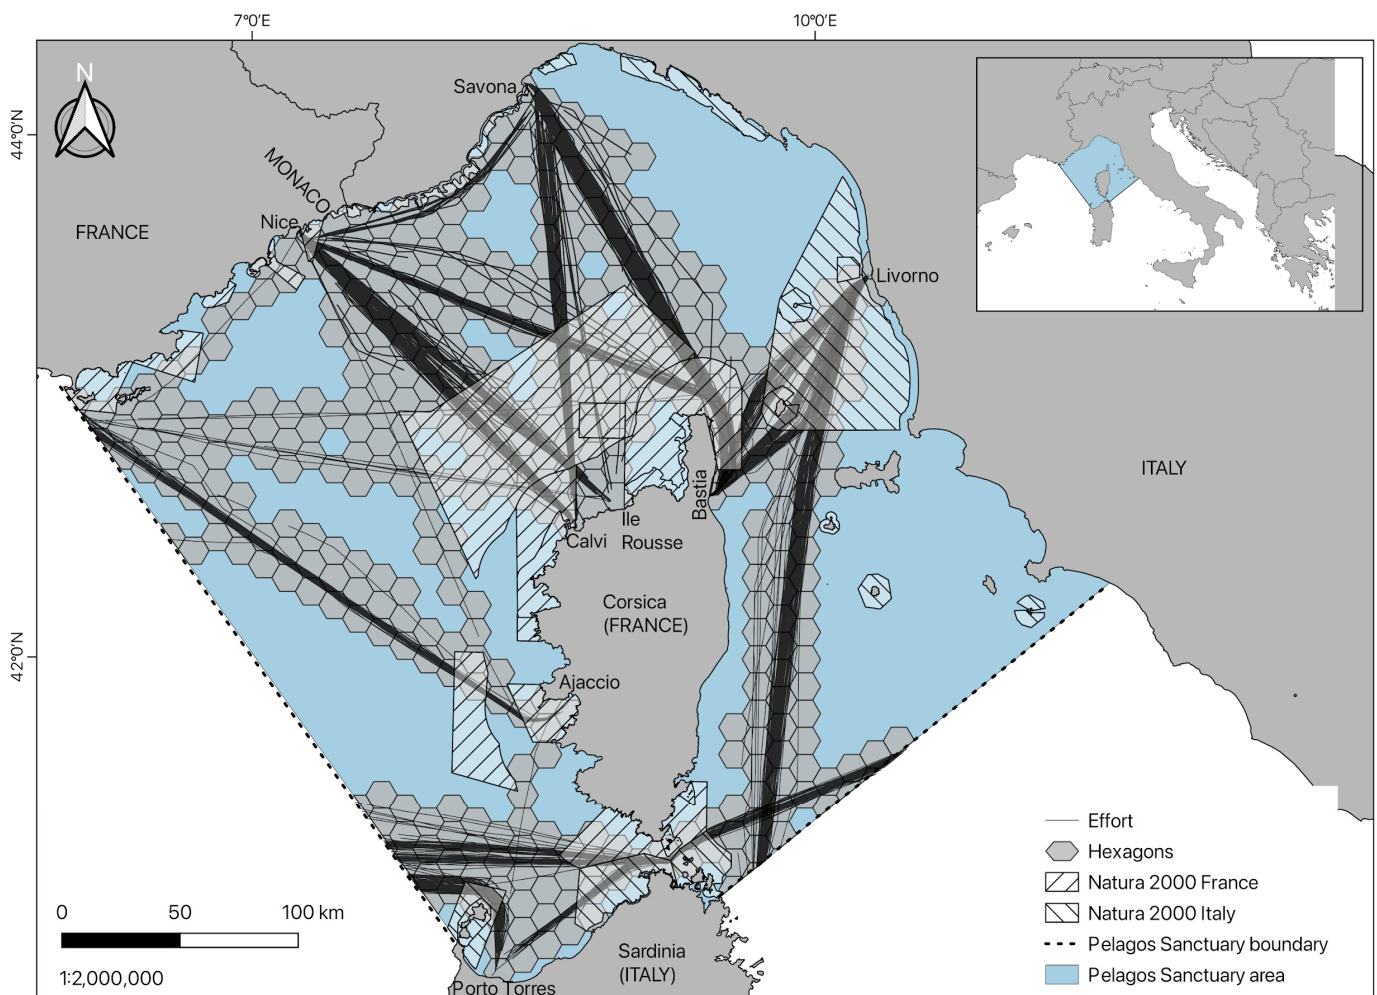 7°0'E
10°0'E
44°0'N
42°0'N
N
Savona
MONACO
Nice
FRANCE
Livorno
ITALY
Bastia
Ile
Rousse
Calvi
Corsica
(FRANCE)
Ajaccio
Sardinia
(ITALY)
Porto Torres
0 50 100 km
1:2,000,000
Effort
Hexagons
Natura 2000 France
Natura 2000 Italy
Pelagos Sanctuary boundary
Pelagos Sanctuary area